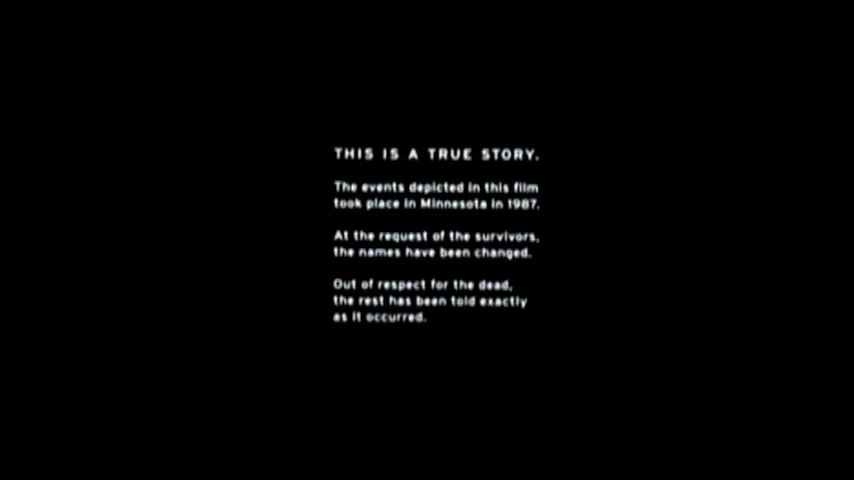 THIS IS A TRUE STORY.
The events depicted in this film
took place in Minnesota in 1987.
At the request of the survivors,
the names have been changed.
Out of respect for the dead,
the rest has been told exactly
as it occurred.